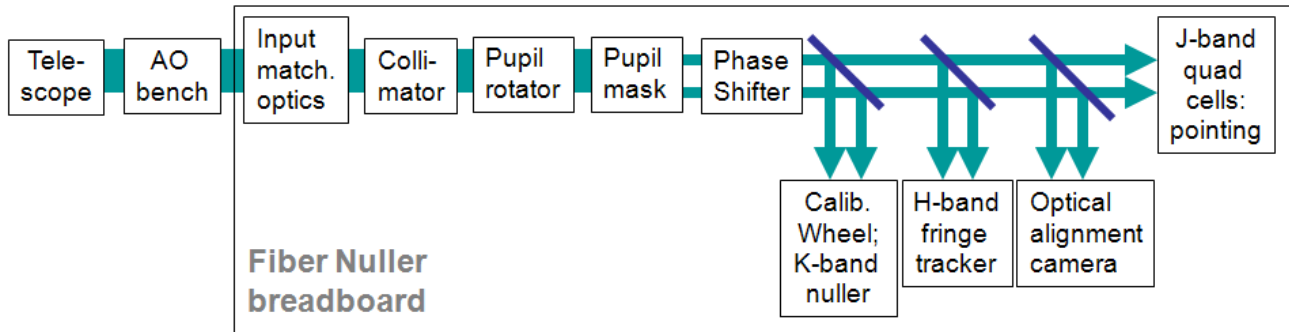 Tele-
scope
AO
bench
Input
match.
optics
Colli-
mator
Pupil
rotator
Pupil
mask
Phase
Shifter
J-band
quad
cells:
pointing
Calib.
Wheel;
K-band
nuller
H-band
fringe
tracker
Optical
alignment
camera
Fiber Nuller
breadboard